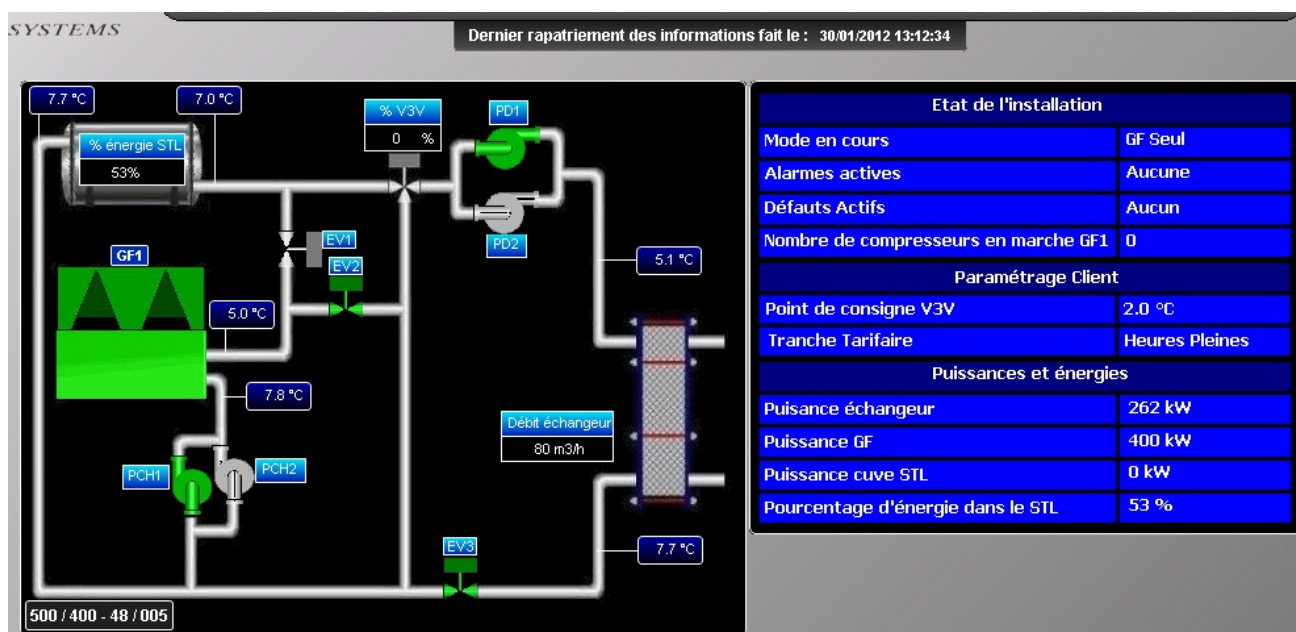 SYSTEMS
Dernier rapatriement des informations fait le : 30/01/2012 13:12:34
7.7 °C
7.0 °C
% V3V
0 %
PD1
% énergie STL
53%
PD2
EV1
EV2
GF1
5.1 °C
5.0 °C
7.8 °C
Débit échangeur
80 m3/h
PCH1
PCH2
EV3
7.7 °C
500 / 400 - 48 / 005
Etat de l'installation
Mode en cours GF Seul
Alarmes actives Aucune
Défauts Actifs Aucun
Nombre de compresseurs en marche GF1 0
Paramétrage Client
Point de consigne V3V 2.0 °C
Tranche Tarifaire Heures Pleines
Puissances et énergies
Puisance échangeur 262 kW
Puissance GF 400 kW
Puissance cuve STL 0 kW
Pourcentage d'énergie dans le STL 53 %